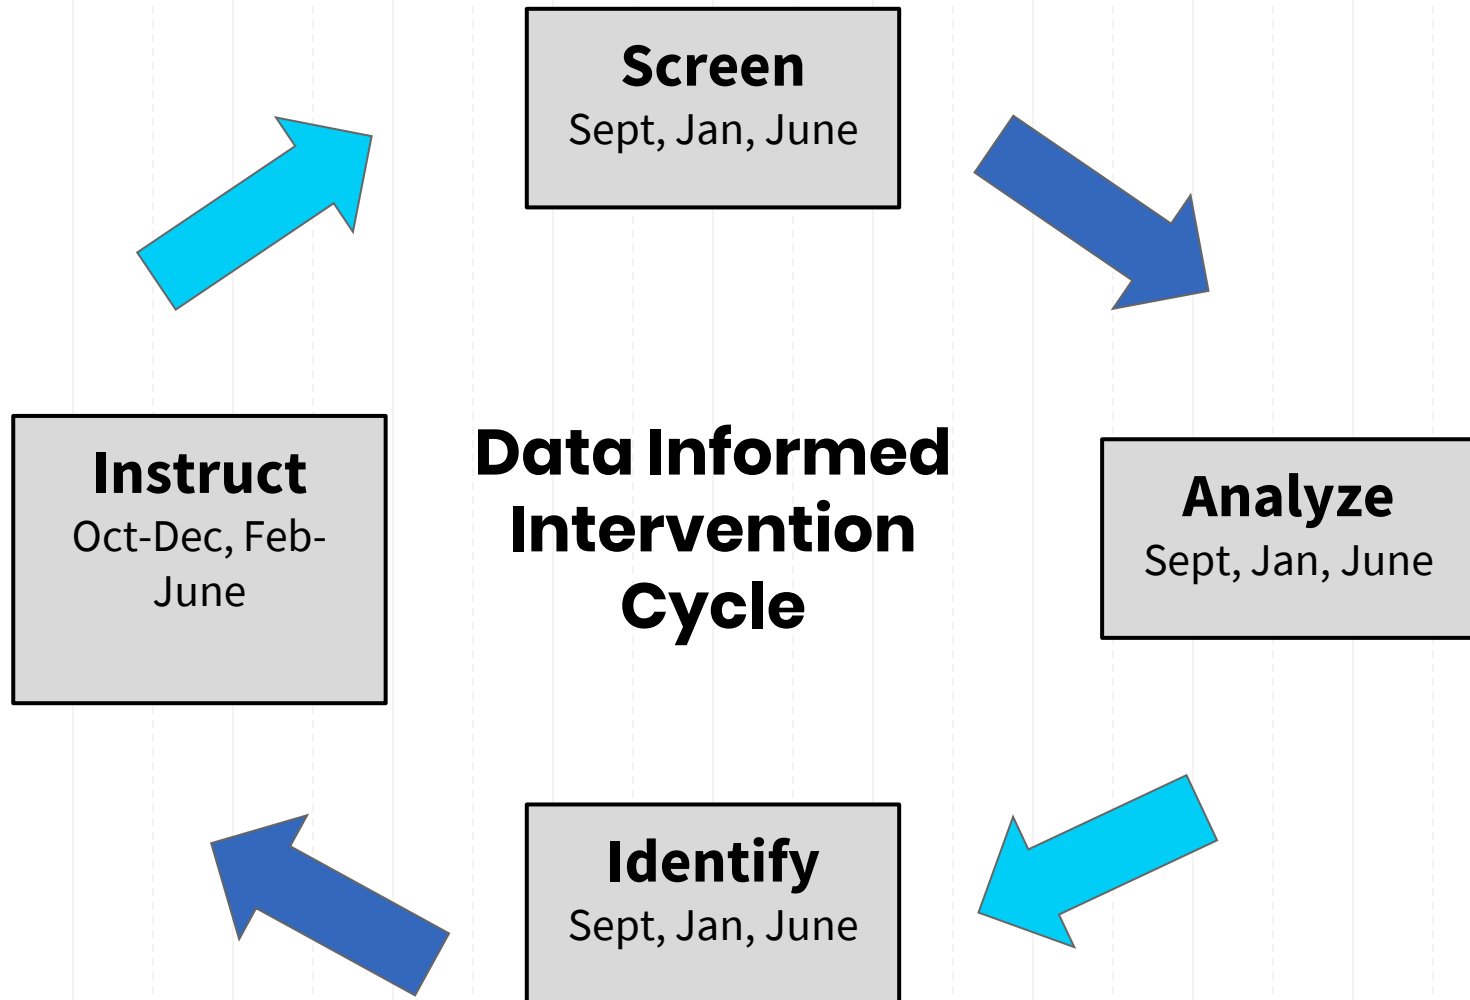 Screen
Sept, Jan, June
Instruct
Oct-Dec, Feb-
June
Data Informed
Intervention
Cycle
Analyze
Sept, Jan, June
Identify
Sept, Jan, June